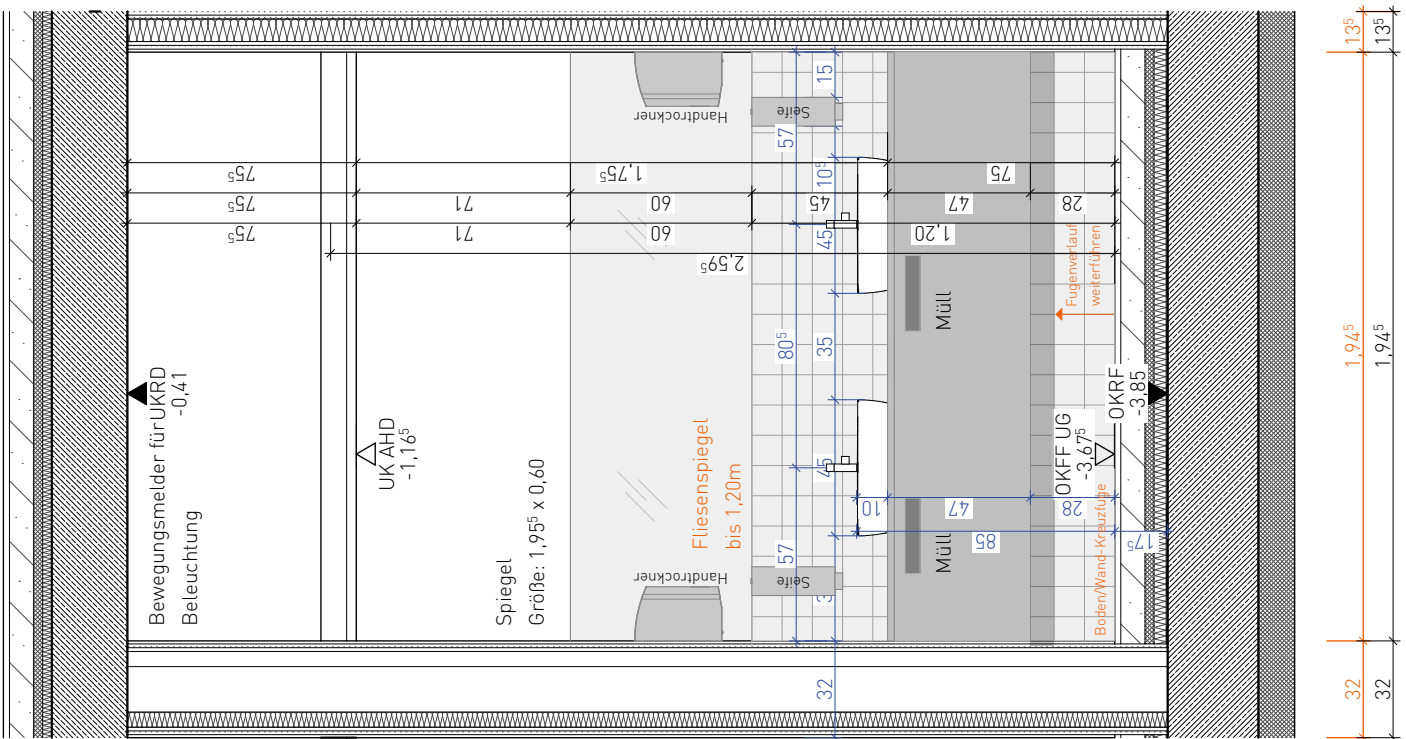 Bewegungsmelder für UKRD
-0,41
Beleuchtung
UK AHD
-1,16⁵
Spiegel
Größe: 1,95⁵ x 0,60
Fliesenspiegel
bis 1,20m
Handtrockner
Seife
Handtrockner
Seife
Müll
Müll
Fugenverlauf
weiterführen
Boden/Wand-Kreuzfuge
OKFF UG
-3,67⁵
OKRF
-3,85
75⁵
1,75⁵
75
75⁵
71
60
45
47
28
75⁵
71
60
1,20
2,59⁵
57
80⁵
57
15
10⁵
45
35
45
32
10
47
28
85
17⁵
13⁵
1,94⁵
32
13⁵
1,94⁵
32